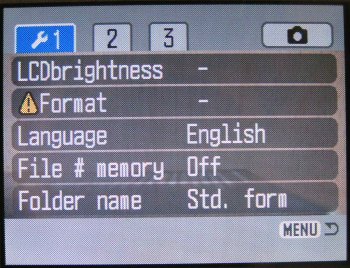 1 2 3
LCDbrightness –
Format –
Language English
File # memory Off
Folder name Std. form
MENU